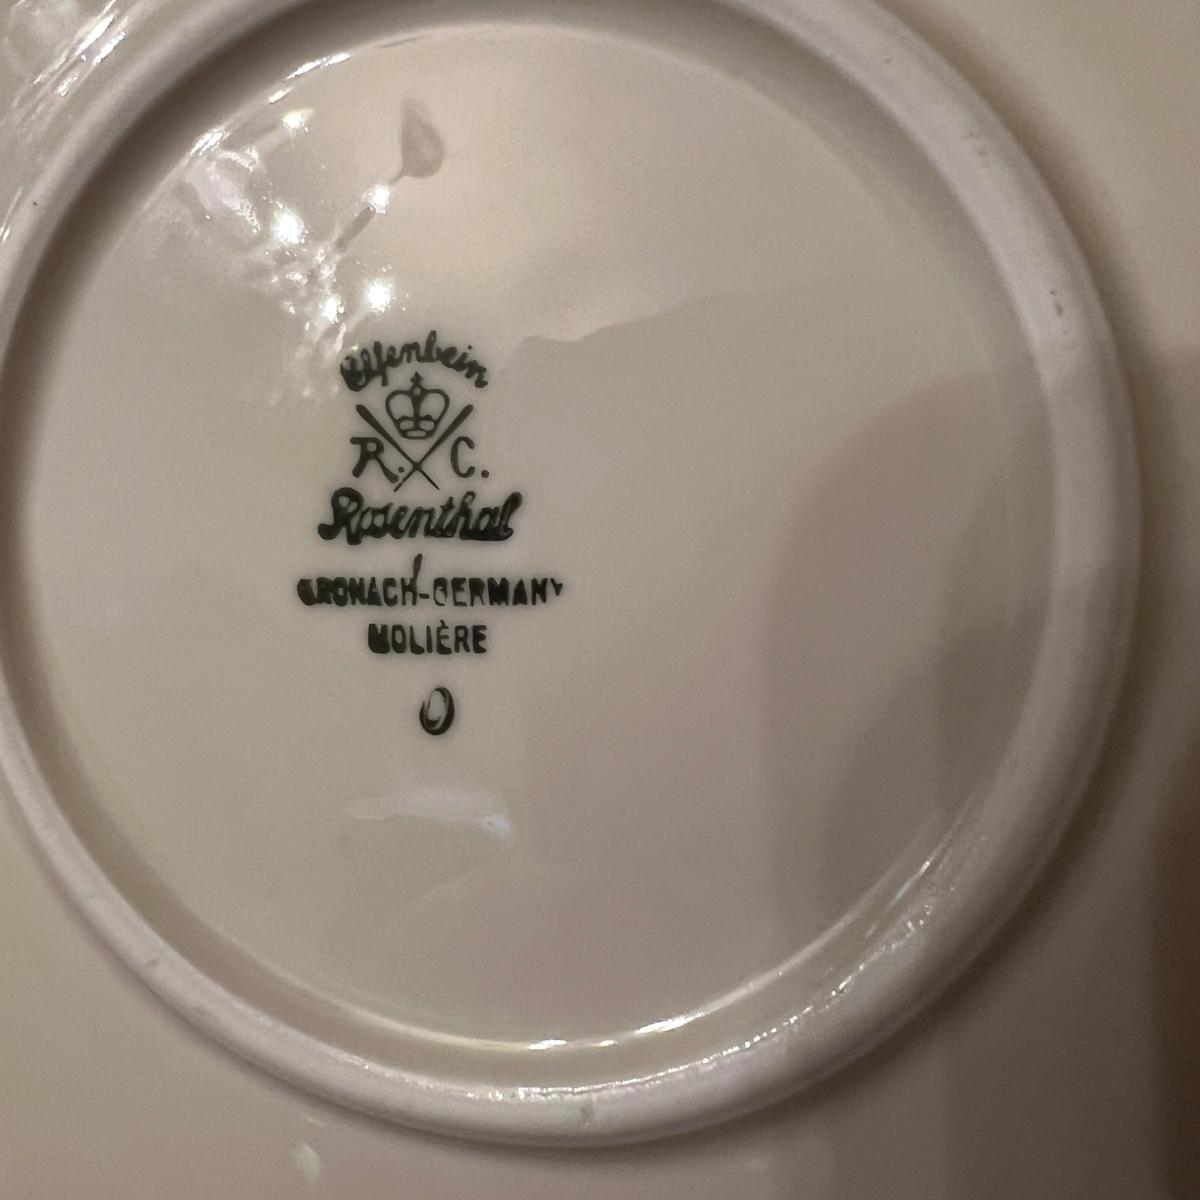 Elfenbein
R. C.
Rosenthal
KRONACH-GERMANY
MOLIÈRE
O